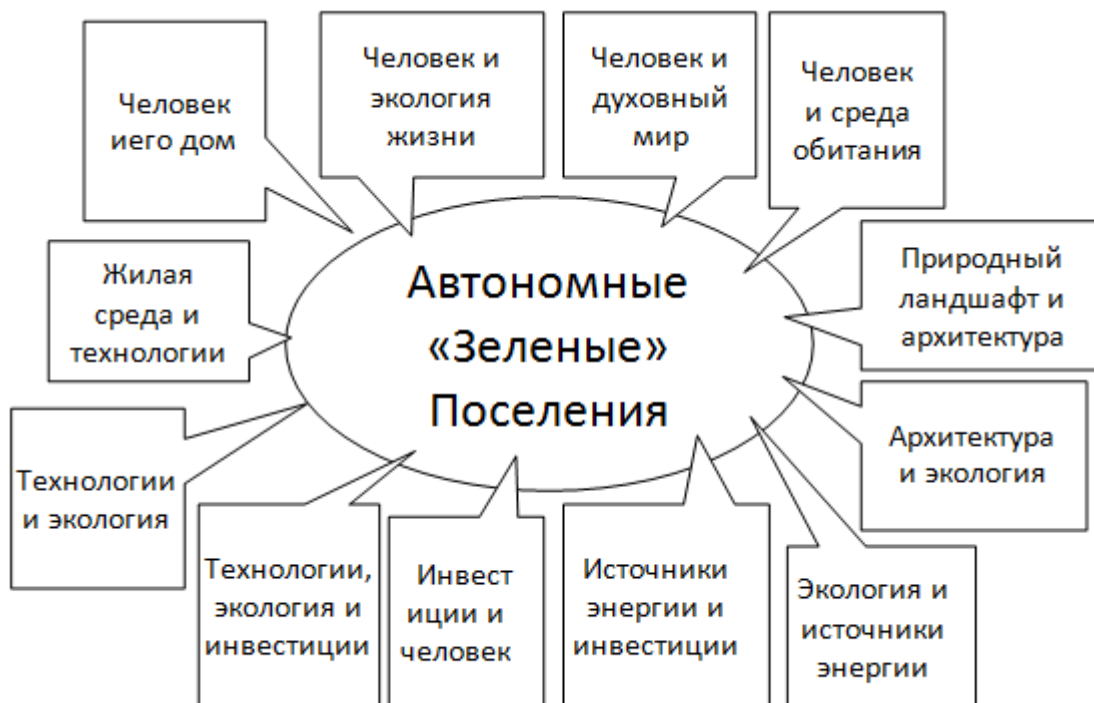 Человек
иего дом
Человек и
экология
жизни
Человек и
духовный
мир
Человек
и среда
обитания
Жилая
среда и
технологии
Автономные
«Зеленые»
Поселения
Природный
ландшафт и
архитектура
Технологии
и экология
Архитектура
и экология
Технологии,
экология и
инвестиции
Инвест
иции и
человек
Источники
энергии и
инвестиции
Экология и
источники
энергии